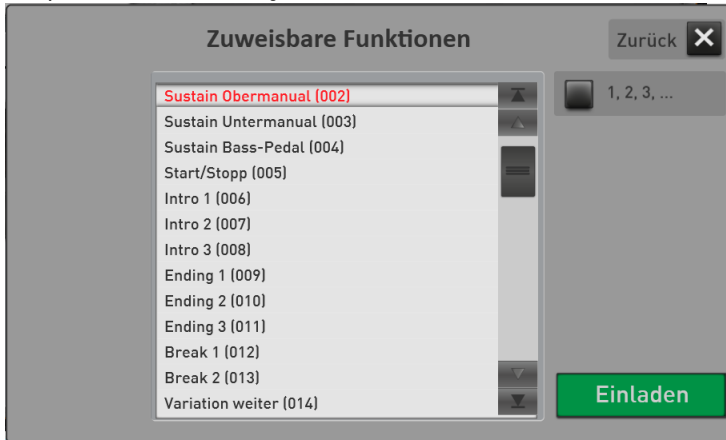 Zuweisbare Funktionen
Zurück
Sustain Obermanual (002)
1, 2, 3, ...
Sustain Untermanual (003)
Sustain Bass-Pedal (004)
Start/Stopp (005)
Intro 1 (006)
Intro 2 (007)
Intro 3 (008)
Ending 1 (009)
Ending 2 (010)
Ending 3 (011)
Break 1 (012)
Break 2 (013)
Variation weiter (014)
Einladen